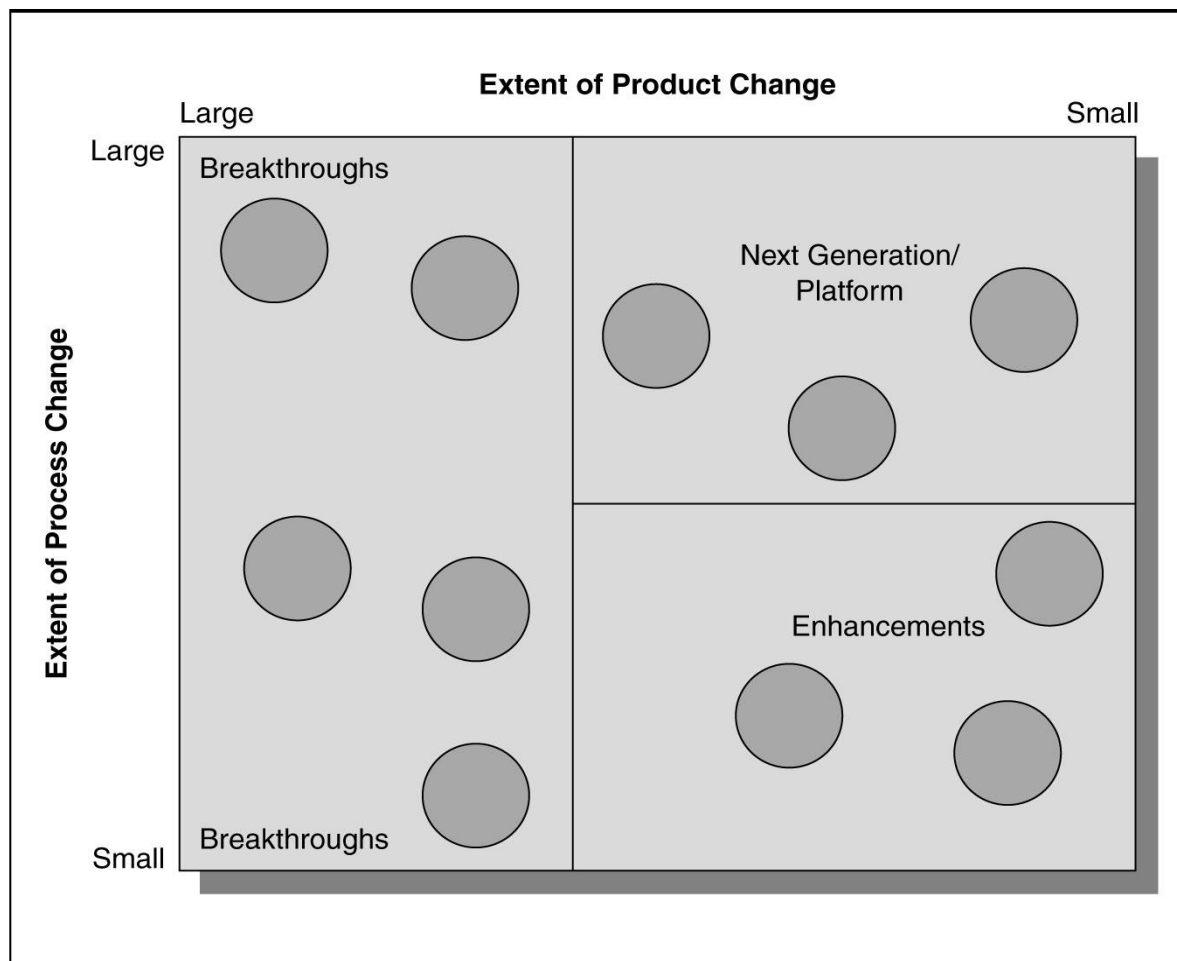 Extent of Product Change
Large
Small
Large
Breakthroughs
Next Generation/
Platform
Extent of Process Change
Enhancements
Breakthroughs
Small